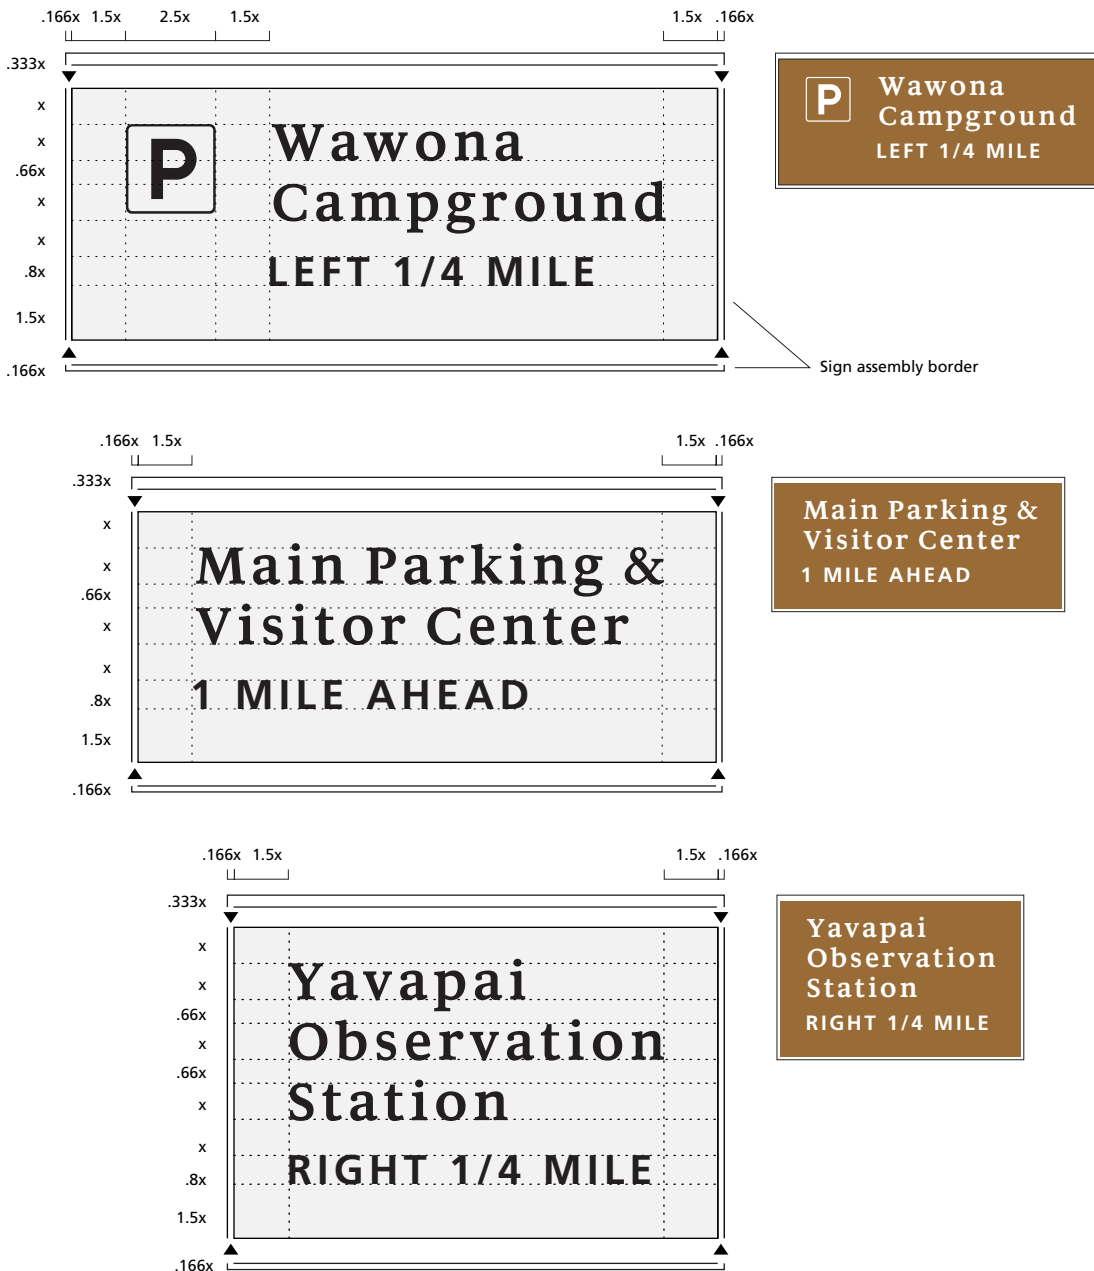 .166x 1.5x 2.5x 1.5x 1.5x .166x
.333x
x
x
.66x
x
x
.8x
1.5x
.166x
P
Wawona
Campground
LEFT 1/4 MILE
P
Wawona
Campground
LEFT 1/4 MILE
Sign assembly border
.166x 1.5x 1.5x .166x
.333x
x
x
.66x
x
x
.8x
1.5x
.166x
Main Parking &
Visitor Center
1 MILE AHEAD
Main Parking &
Visitor Center
1 MILE AHEAD
.166x 1.5x 1.5x .166x
.333x
x
x
.66x
x
.66x
x
x
.8x
1.5x
.166x
Yavapai
Observation
Station
RIGHT 1/4 MILE
Yavapai
Observation
Station
RIGHT 1/4 MILE